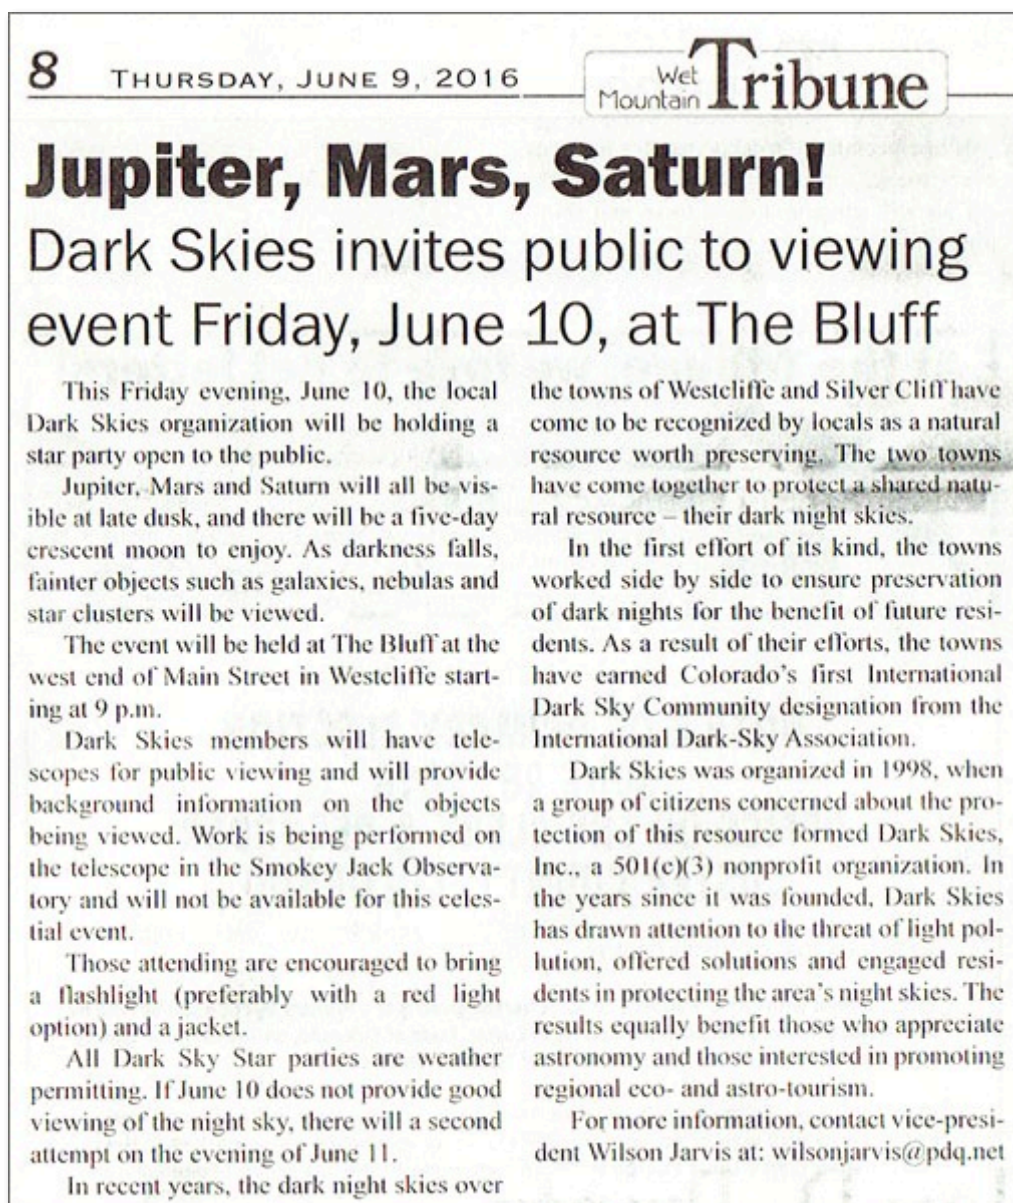 8 THURSDAY, JUNE 9, 2016 Wet Mountain Tribune
Jupiter, Mars, Saturn!
Dark Skies invites public to viewing
event Friday, June 10, at The Bluff
This Friday evening, June 10, the local
Dark Skies organization will be holding a
star party open to the public.
Jupiter, Mars and Saturn will all be vis-
ible at late dusk, and there will be a five-day
crescent moon to enjoy. As darkness falls,
fainter objects such as galaxies, nebulas and
star clusters will be viewed.
The event will be held at The Bluff at the
west end of Main Street in Westcliffe start-
ing at 9 p.m.
Dark Skies members will have tele-
scopes for public viewing and will provide
background information on the objects
being viewed. Work is being performed on
the telescope in the Smokey Jack Observa-
tory and will not be available for this celes-
tial event.
Those attending are encouraged to bring
a flashlight (preferably with a red light
option) and a jacket.
All Dark Sky Star parties are weather
permitting. If June 10 does not provide good
viewing of the night sky, there will a second
attempt on the evening of June 11.
In recent years, the dark night skies over
the towns of Westcliffe and Silver Cliff have
come to be recognized by locals as a natural
resource worth preserving. The two towns
have come together to protect a shared natu-
ral resource – their dark night skies.
In the first effort of its kind, the towns
worked side by side to ensure preservation
of dark nights for the benefit of future resi-
dents. As a result of their efforts, the towns
have earned Colorado's first International
Dark Sky Community designation from the
International Dark-Sky Association.
Dark Skies was organized in 1998, when
a group of citizens concerned about the pro-
tection of this resource formed Dark Skies,
Inc., a 501(c)(3) nonprofit organization. In
the years since it was founded, Dark Skies
has drawn attention to the threat of light pol-
lution, offered solutions and engaged resi-
dents in protecting the area's night skies. The
results equally benefit those who appreciate
astronomy and those interested in promoting
regional eco- and astro-tourism.
For more information, contact vice-presi-
dent Wilson Jarvis at: wilsonjarvis@pdq.net